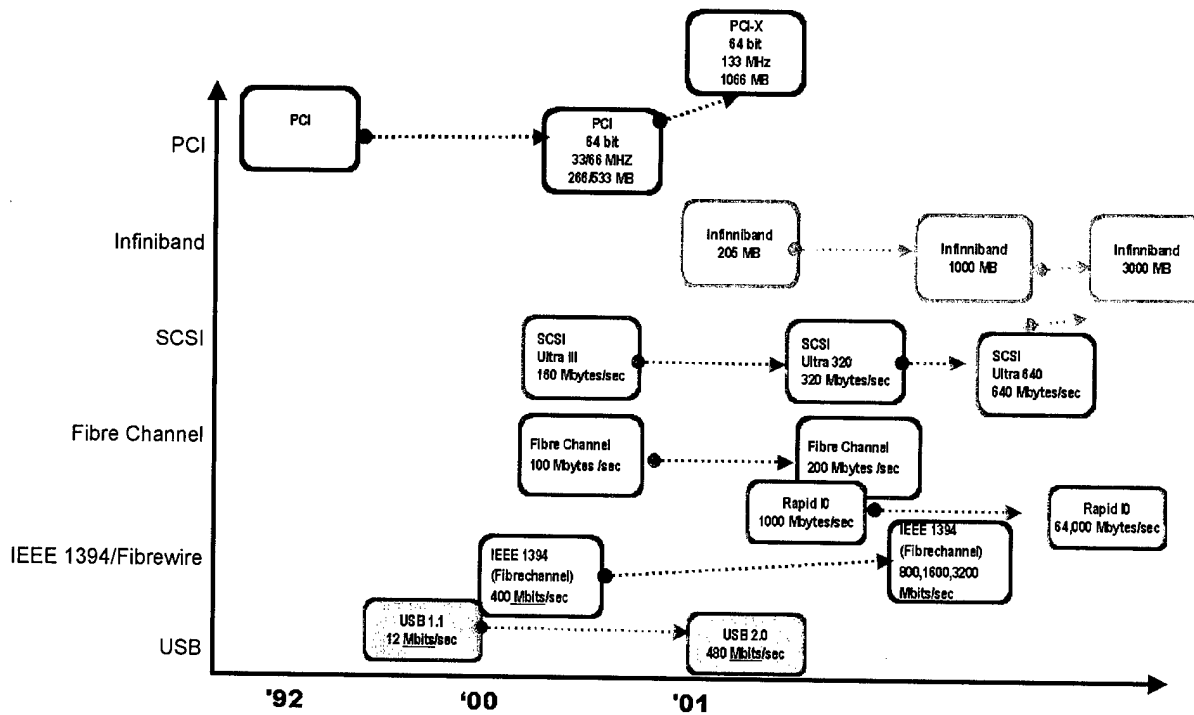 PCI-X
64 bit
133 MHz
1066 MB
PCI
PCI
PCI
64 bit
33/66 MHZ
266/533 MB
Infiniband
Infinniband
205 MB
Infinniband
1000 MB
Infinniband
3000 MB
SCSI
SCSI
Ultra III
160 Mbytes/sec
SCSI
Ultra 320
320 Mbytes/sec
SCSI
Ultra 640
640 Mbytes/sec
Fibre Channel
Fibre Channel
100 Mbytes /sec
Fibre Channel
200 Mbytes /sec
Rapid I0
1000 Mbytes/sec
Rapid I0
64,000 Mbytes/sec
IEEE 1394/Fibrewire
IEEE 1394
(Fibrechannel)
400 Mbits/sec
IEEE 1394
(Fibrechannel)
800,1600,3200
Mbits/sec
USB
USB 1.1
12 Mbits/sec
USB 2.0
480 Mbits/sec
'92
'00
'01